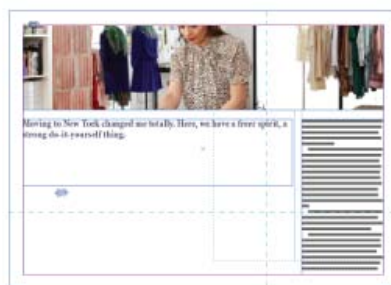 Moving to New York changed me totally. Here, we have a freer spirit, a
strong do-it-yourself thing.